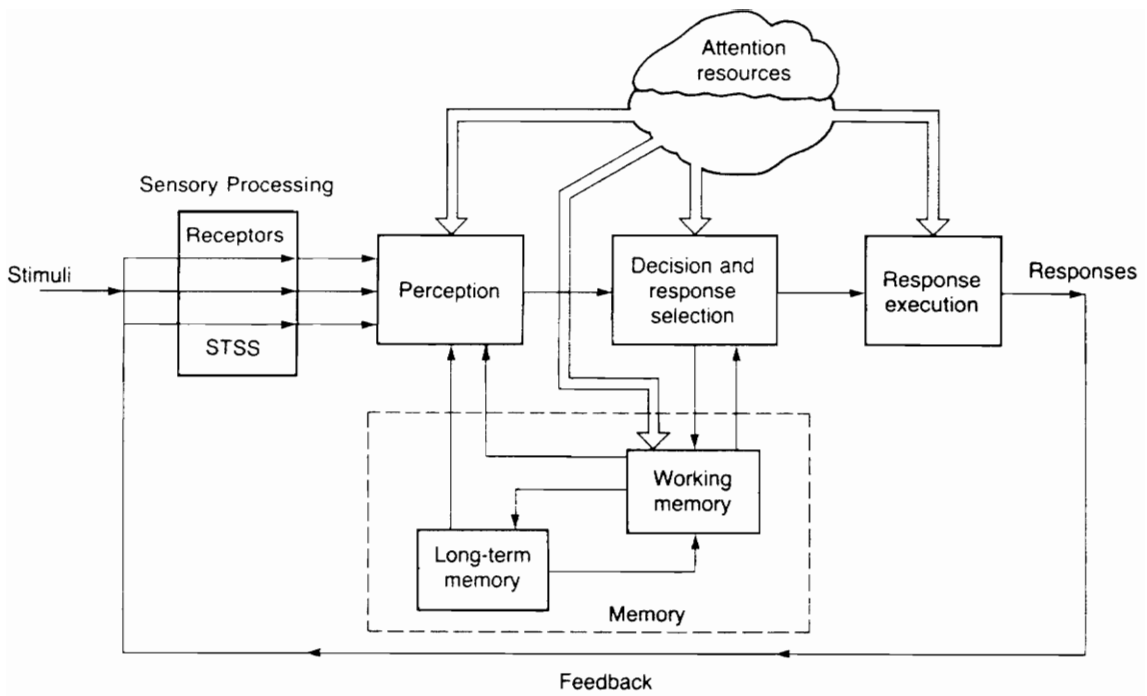 Attention
resources
Sensory Processing
Receptors
Stimuli
STSS
Perception
Decision and
response
selection
Response
execution
Responses
Working
memory
Long-term
memory
Memory
Feedback